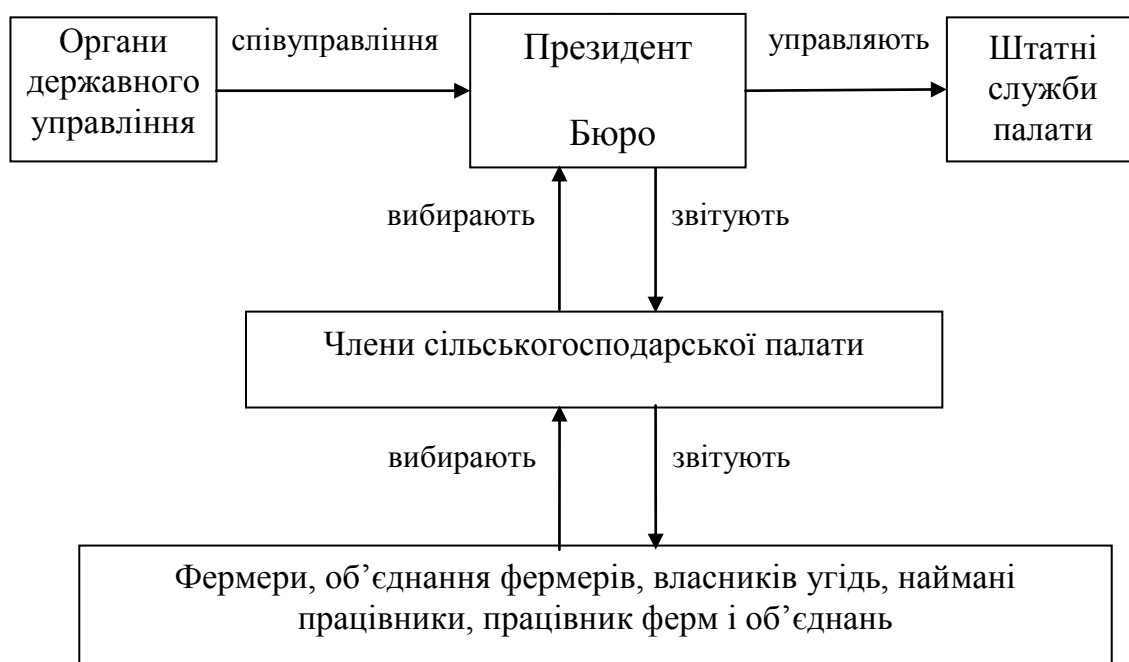 Органи
державного
управління
співуправління
Президент
Бюро
управляють
Штатні
служби
палати
вибирають
звітують
Члени сільськогосподарської палати
вибирають
звітують
Фермери, об’єднання фермерів, власників угідь, наймані
працівники, працівник ферм і об’єднань